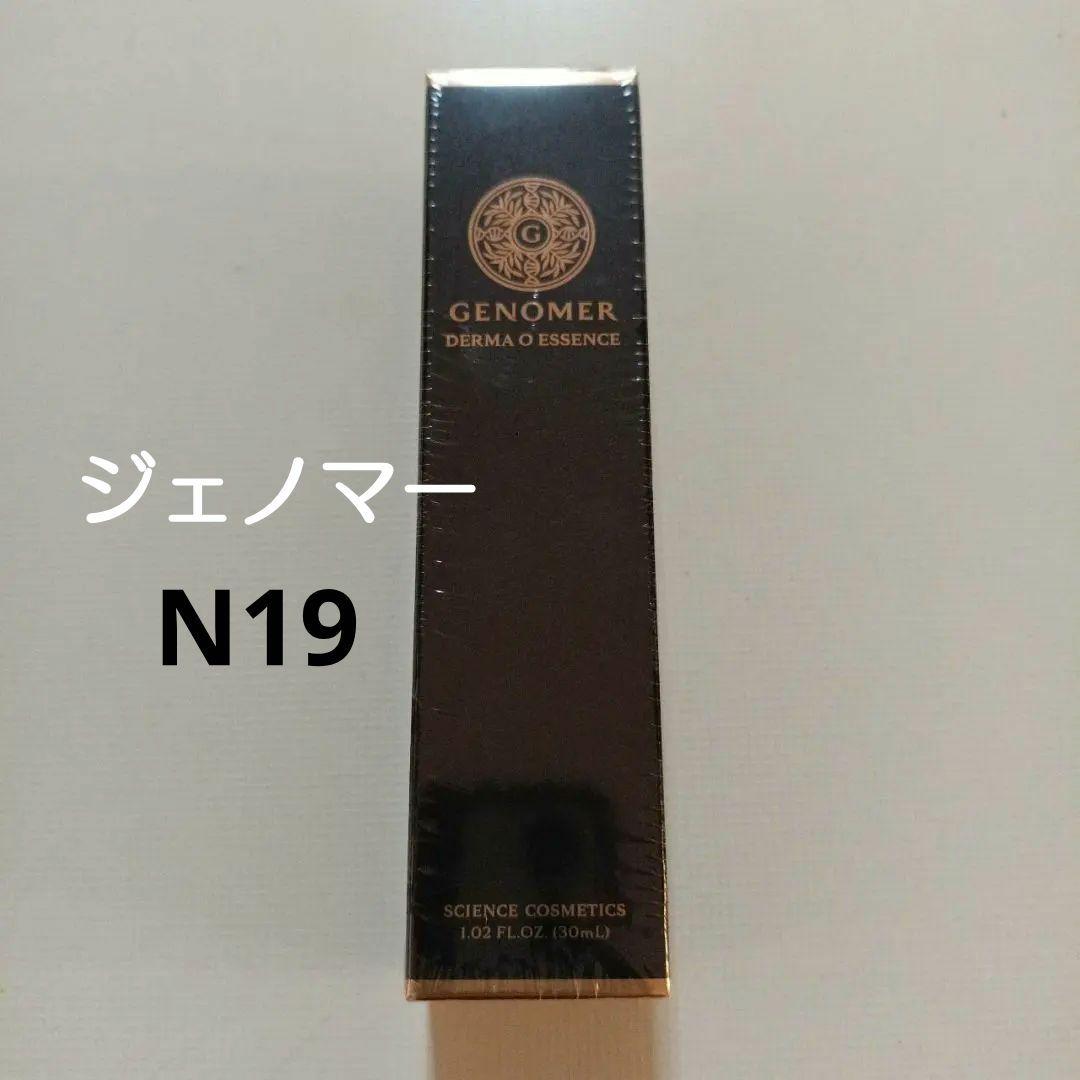 G
GENOMER
DERMA O ESSENCE
ジェノマー
N19
SCIENCE COSMETICS
1.02 FL.OZ. (30mL)